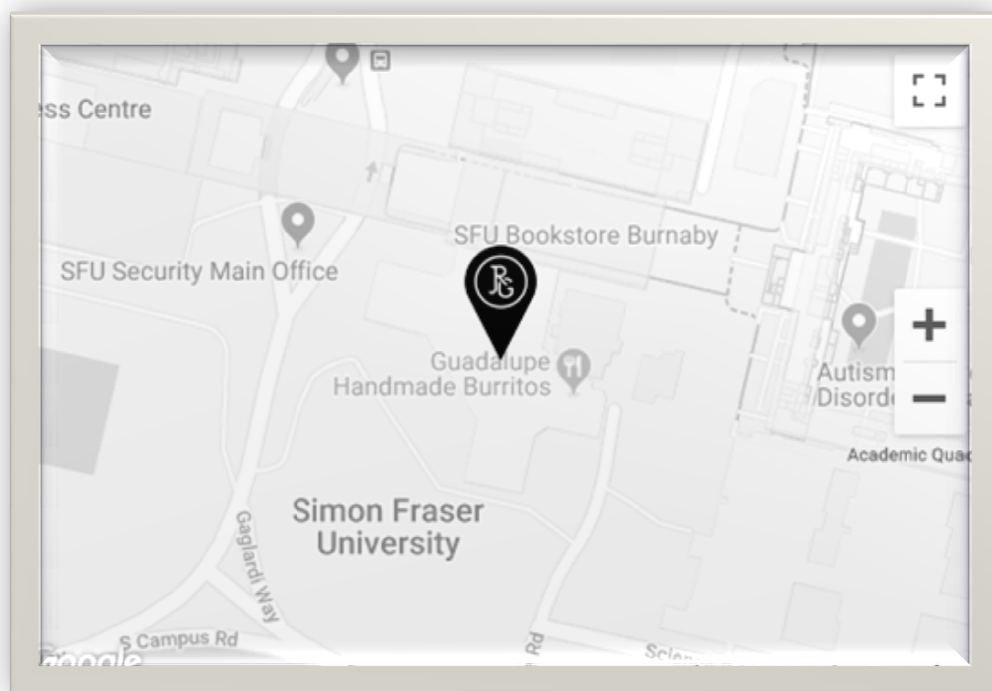 ess Centre
SFU Bookstore Burnaby
SFU Security Main Office
JRG
Guadalupe
Handmade Burritos
Autism
Disord
Academic Quad
Simon Fraser
University
Gaglardi Way
S Campus Rd
Rd
Google